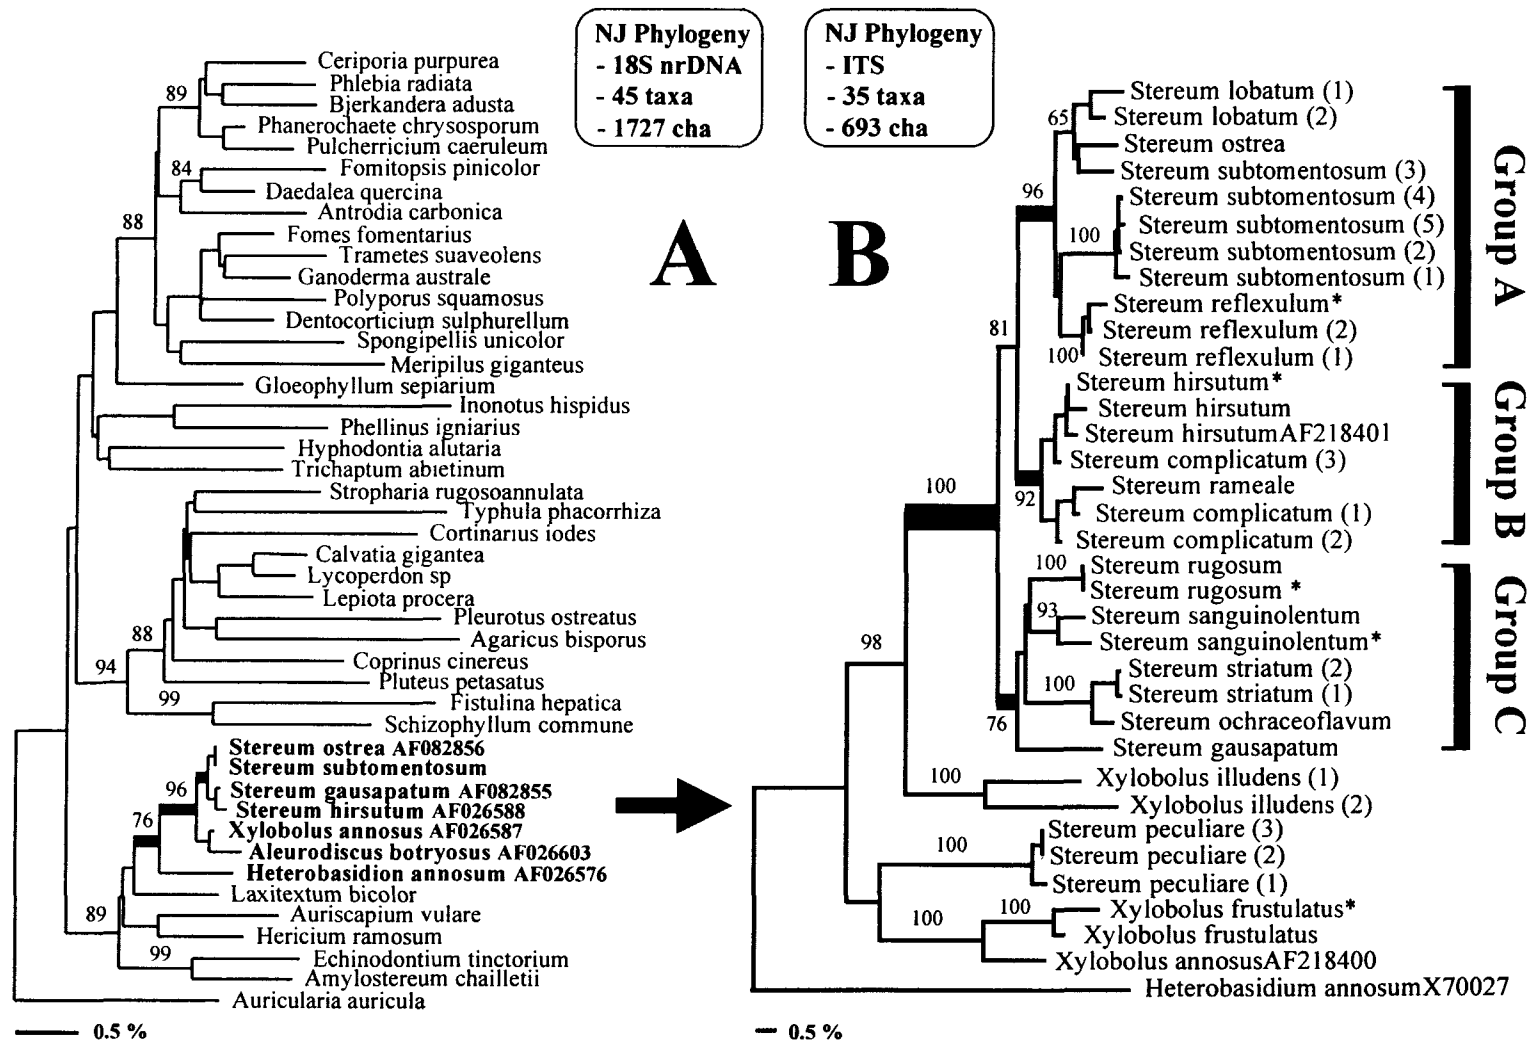 NJ Phylogeny
- 18S nrDNA
- 45 taxa
- 1727 cha
A
Ceriporia purpurea
Phlebia radiata
89
Bjerkandera adusta
Phanerochaete chrysosporum
Pulcherricium caeruleum
84
Fomitopsis pinicolor
Daedalea quercina
Antrodia carbonica
88
Fomes fomentarius
Trametes suaveolens
Ganoderma australe
Polyporus squamosus
Dentocorticium sulphurellum
Spongipellis unicolor
Meripilus giganteus
Gloeophyllum sepiarium
Inonotus hispidus
Phellinus igniarius
Hyphodontia alutaria
Trichaptum abietinum
Stropharia rugosoannulata
Typhula phacorrhiza
Cortinarius iodes
Calvatia gigantea
Lycoperdon sp
Lepiota procera
Pleurotus ostreatus
88
Agaricus bisporus
Coprinus cinereus
94
Pluteus petasatus
99
Fistulina hepatica
Schizophyllum commune
Stereum ostrea AF082856
Stereum subtomentosum
96
Stereum gausapatum AF082855
Stereum hirsutum AF026588
76
Xylobolus annosus AF026587
Aleurodiscus botryosus AF026603
Heterobasidion annosum AF026576
Laxitextum bicolor
89
Auriscapium vulare
Hericium ramosum
99
Echinodontium tinctorium
Amylostereum chailletii
Auricularia auricula
0.5 %
NJ Phylogeny
- ITS
- 35 taxa
- 693 cha
B
Stereum lobatum (1)
65
Stereum lobatum (2)
Stereum ostrea
Stereum subtomentosum (3)
96
Stereum subtomentosum (4)
Stereum subtomentosum (5)
100
Stereum subtomentosum (2)
Stereum subtomentosum (1)
Stereum reflexulum*
81
Stereum reflexulum (2)
100
Stereum reflexulum (1)
Group A
Stereum hirsutum*
Stereum hirsutum
Stereum hirsutumAF218401
Stereum complicatum (3)
100
92
Stereum rameale
Stereum complicatum (1)
Stereum complicatum (2)
Group B
100
Stereum rugosum
Stereum rugosum *
93
Stereum sanguinolentum
Stereum sanguinolentum*
98
Stereum striatum (2)
100
Stereum striatum (1)
76
Stereum ochraceoflavum
Stereum gausapatum
Group C
100
Xylobolus illudens (1)
Xylobolus illudens (2)
Stereum peculiare (3)
100
Stereum peculiare (2)
Stereum peculiare (1)
100
100
Xylobolus frustulatus*
Xylobolus frustulatus
Xylobolus annosusAF218400
Heterobasidium annosumX70027
0.5 %